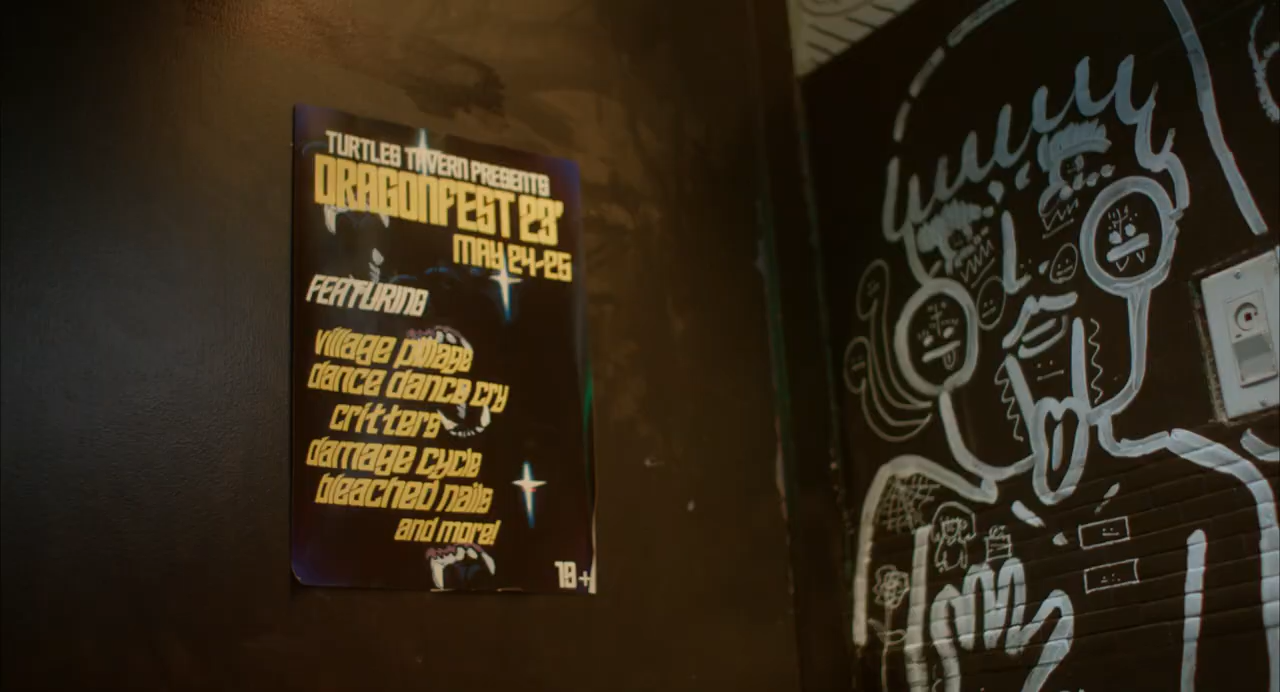 TURTLES TAVERN PRESENTS
DRAGONFEST 23'
MAY 24-26
FEATURING
village pillage
dance dance cry
critters
damage cycle
bleached nails
and more!
18+